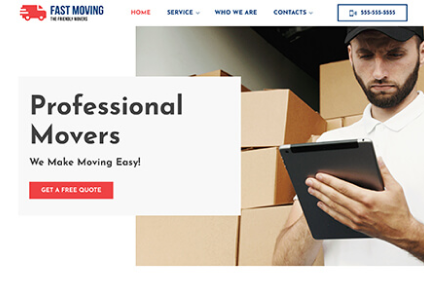 FAST MOVING
THE FRIENDLY MOVERS
HOME
SERVICE
WHO WE ARE
CONTACTS
555-555-5555
Professional
Movers
We Make Moving Easy!
GET A FREE QUOTE